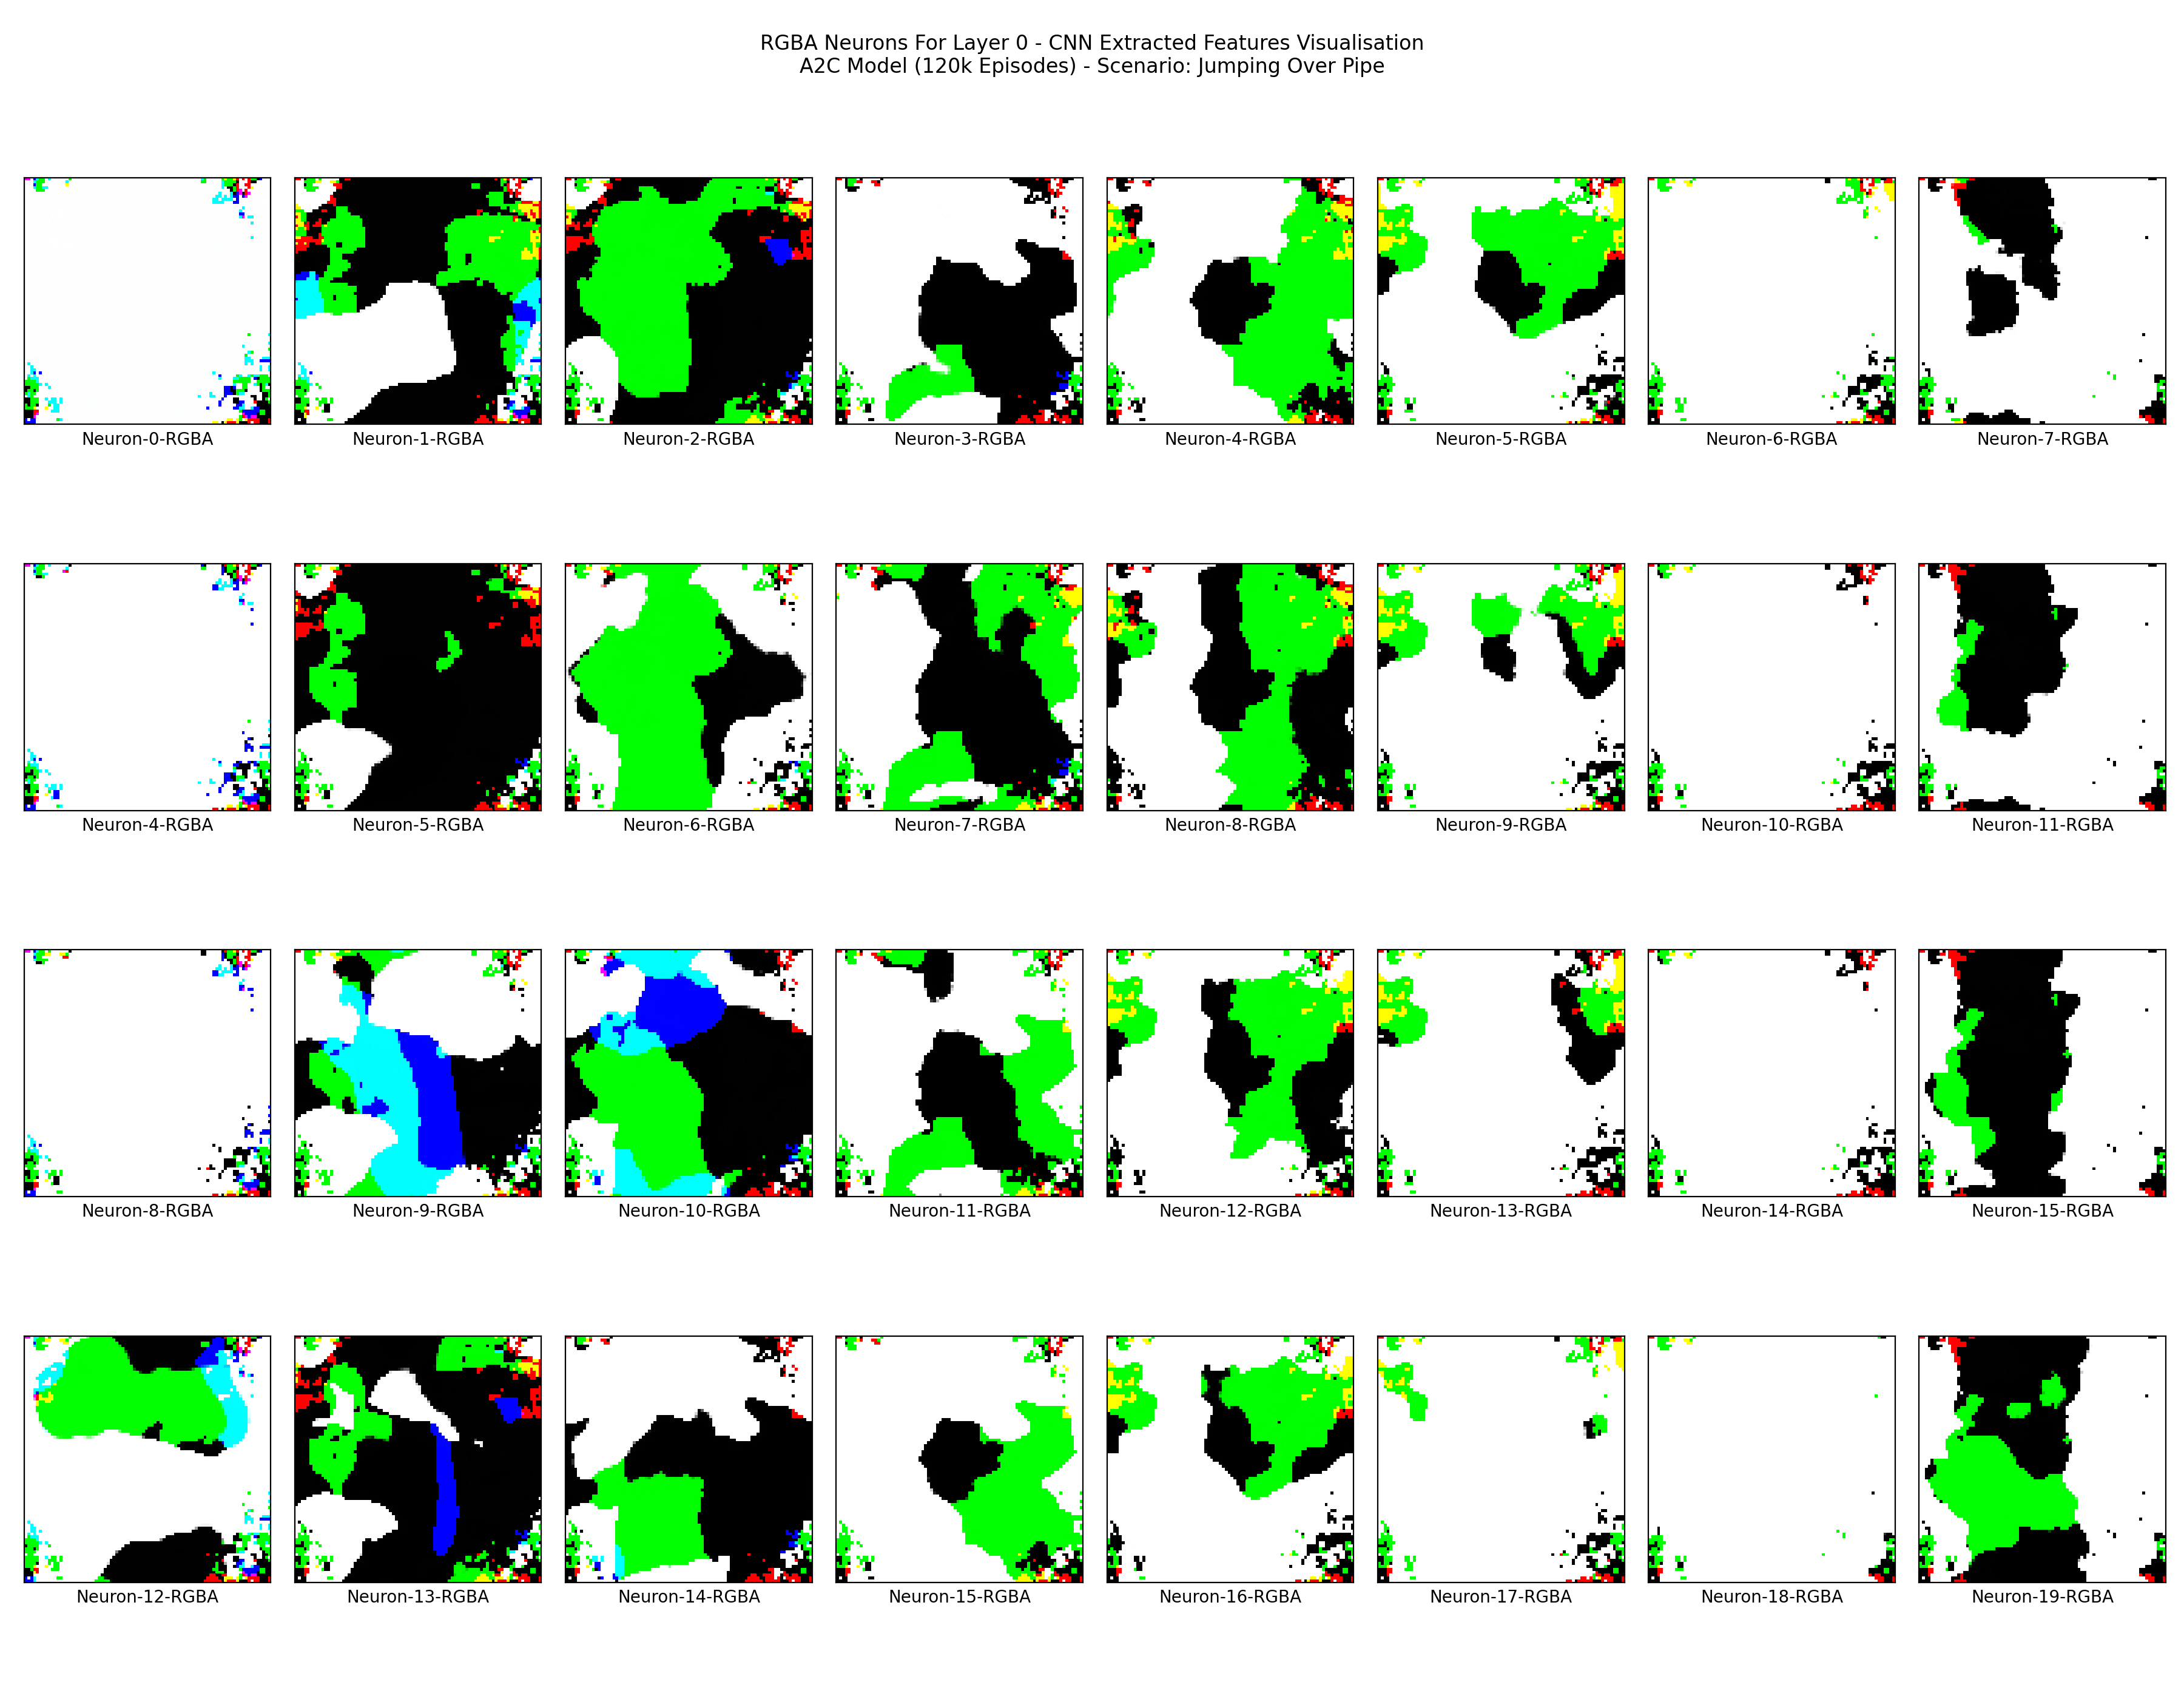 RGBA Neurons For Layer 0 - CNN Extracted Features Visualisation
A2C Model (120k Episodes) - Scenario: Jumping Over Pipe
Neuron-0-RGBA Neuron-1-RGBA Neuron-2-RGBA Neuron-3-RGBA Neuron-4-RGBA Neuron-5-RGBA Neuron-6-RGBA Neuron-7-RGBA
Neuron-4-RGBA Neuron-5-RGBA Neuron-6-RGBA Neuron-7-RGBA Neuron-8-RGBA Neuron-9-RGBA Neuron-10-RGBA Neuron-11-RGBA
Neuron-8-RGBA Neuron-9-RGBA Neuron-10-RGBA Neuron-11-RGBA Neuron-12-RGBA Neuron-13-RGBA Neuron-14-RGBA Neuron-15-RGBA
Neuron-12-RGBA Neuron-13-RGBA Neuron-14-RGBA Neuron-15-RGBA Neuron-16-RGBA Neuron-17-RGBA Neuron-18-RGBA Neuron-19-RGBA